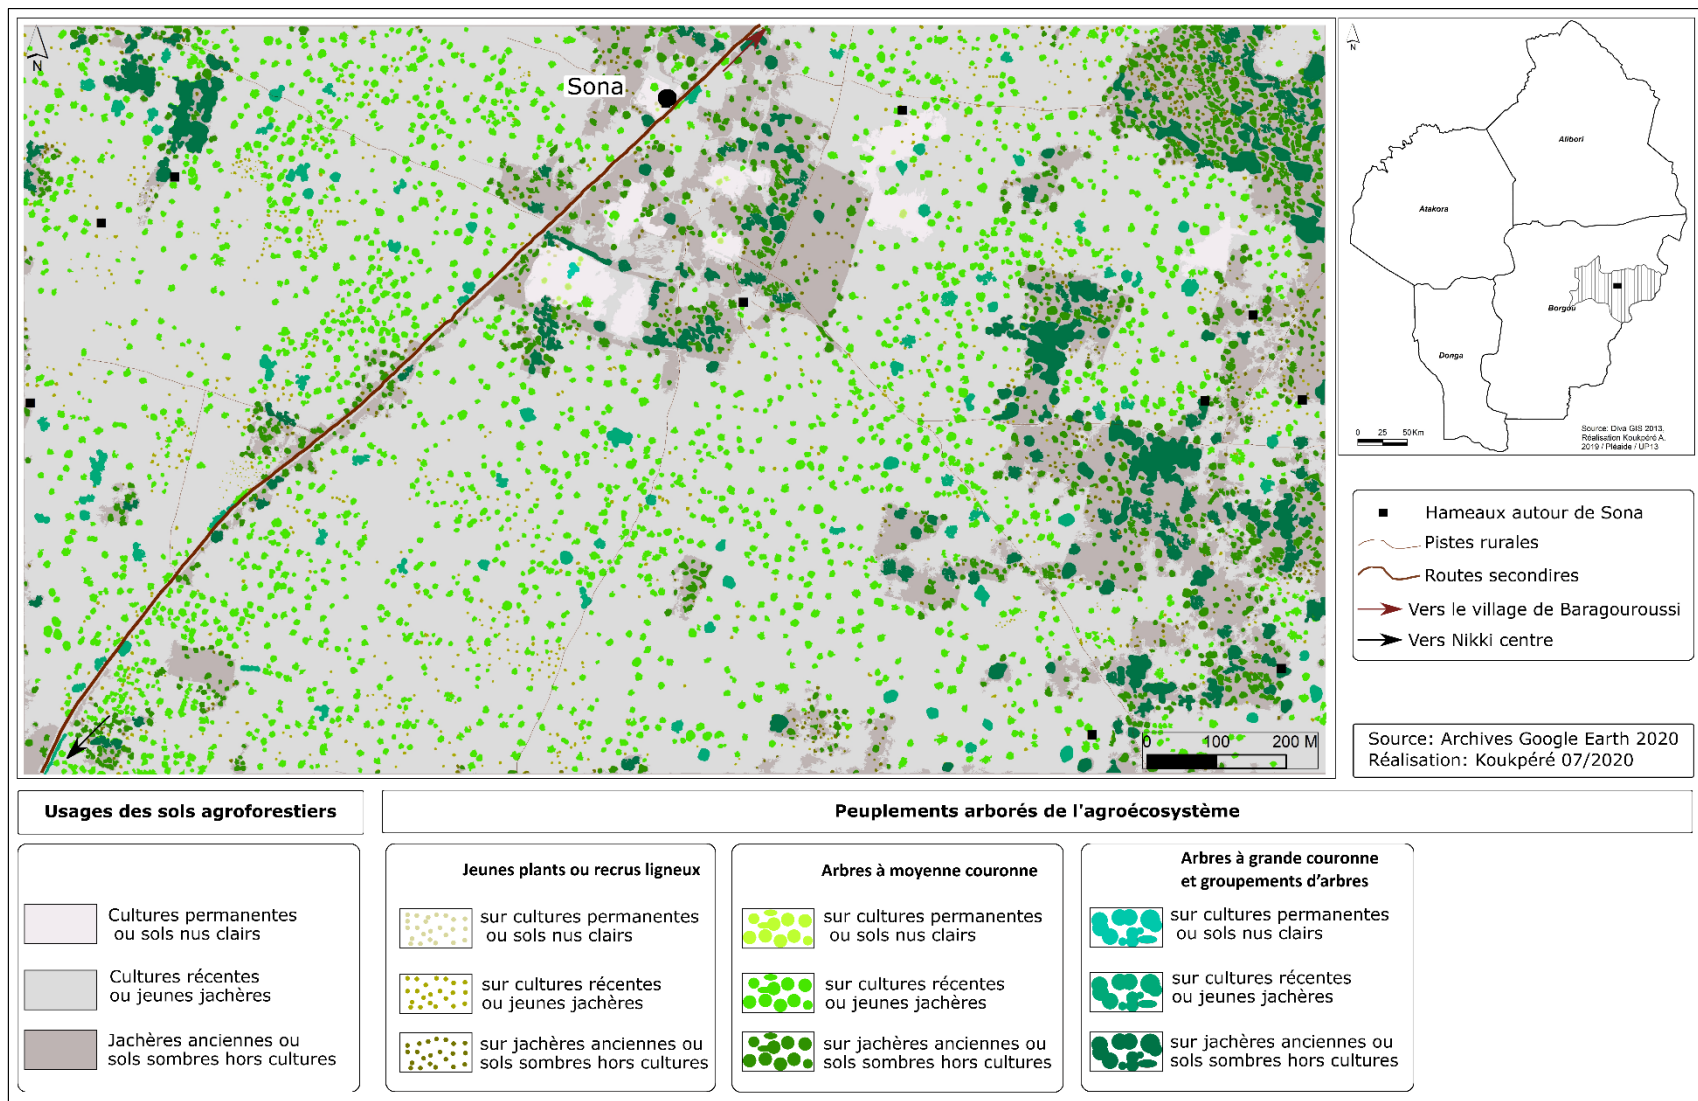 N
Sona
0 100 200 M
N
Alibori
Atakora
Borgou
Donga
0 25 50 Km
Source: Diva GIS 2013.
Réalisation Koukpéré A.
2019 / Pléaide / UP13
Hameaux autour de Sona
Pistes rurales
Routes secondires
Vers le village de Baragouroussi
Vers Nikki centre
Source: Archives Google Earth 2020
Réalisation: Koukpéré 07/2020
Usages des sols agroforestiers
Cultures permanentes
ou sols nus clairs
Cultures récentes
ou jeunes jachère
Jachères anciennes ou
sols sombres hors cultures
Peuplements arborés de l'agroécosystème
Jeunes plants ou recrus ligneux
sur cultures permanentes
ou sols nus clairs
sur cultures récentes
ou jeunes jachères
sur jachères anciennes ou
sols sombres hors cultures
Arbres à moyenne couronne
sur cultures permanentes
ou sols nus clairs
sur cultures récentes
ou jeunes jachères
sur jachères anciennes ou
sols sombres hors cultures
Arbres à grande couronne
et groupements d'arbres
sur cultures permanentes
ou sols nus clairs
sur cultures récentes
ou jeunes jachères
sur jachères anciennes ou
sols sombres hors cultures